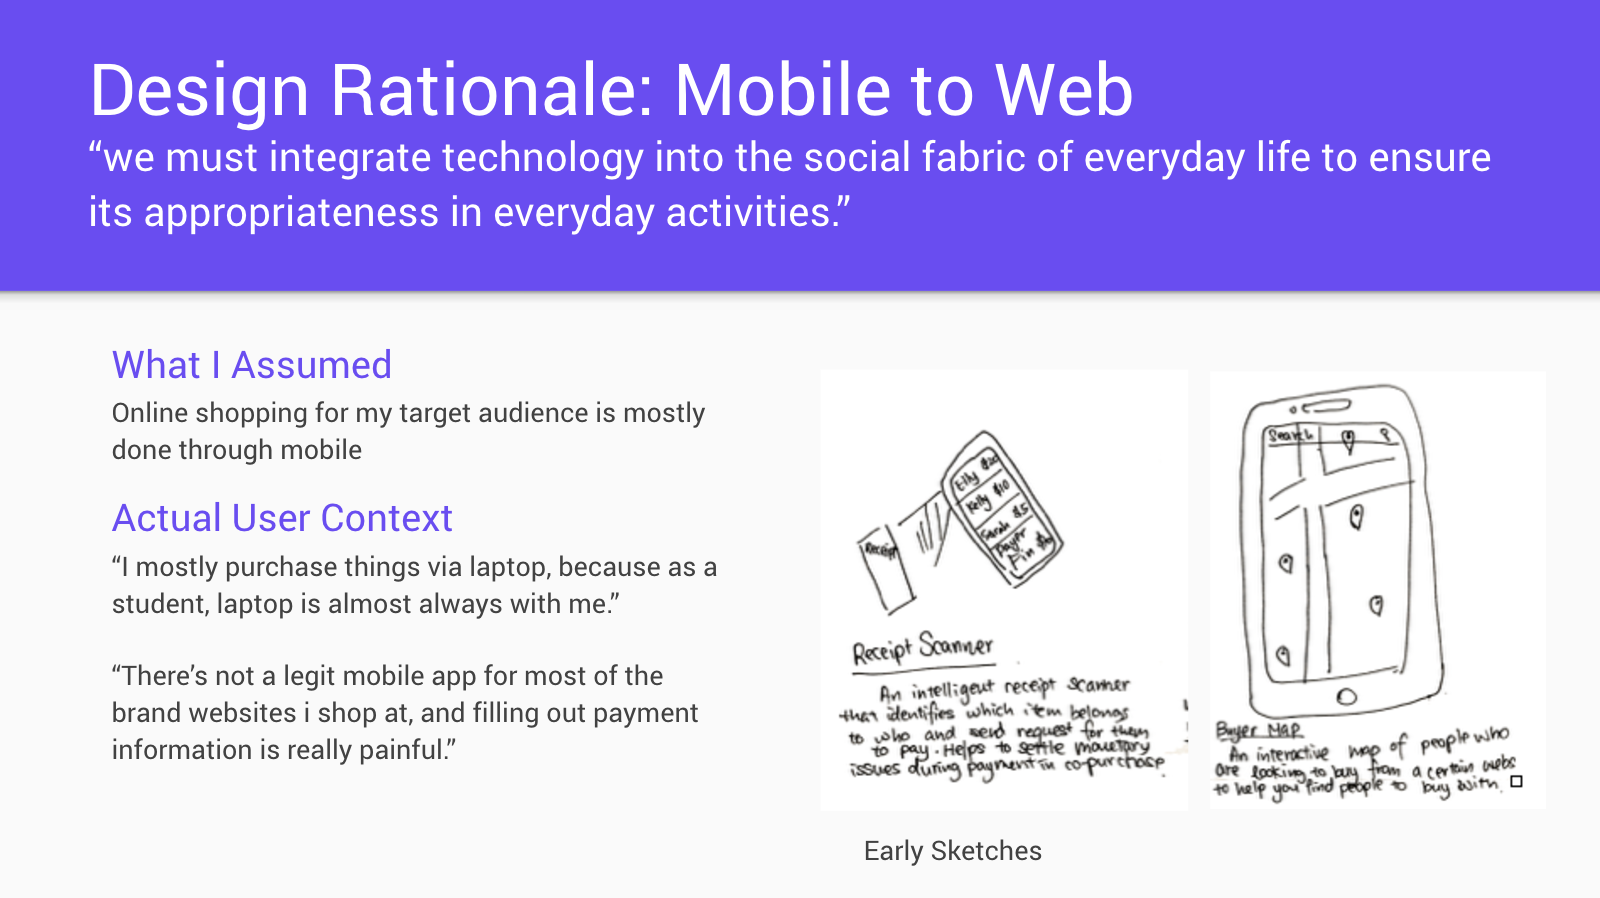 Design Rationale: Mobile to Web
“we must integrate technology into the social fabric of everyday life to ensure
its appropriateness in everyday activities.”
What I Assumed
Online shopping for my target audience is mostly
done through mobile
Actual User Context
“I mostly purchase things via laptop, because as a
student, laptop is almost always with me.”
“There’s not a legit mobile app for most of the
brand websites i shop at, and filling out payment
information is really painful.”
Receipt
Elly $20
Kelly $10
Sarah $5
Buyer
Pin
Receipt Scanner
An intelligent receipt scanner
that identifies which item belongs
to who and send request for them
to pay. Helps to settle monetary
issues during payment in co-purchase.
Search
Buyer Map
An interactive map of people who
are looking to buy from a certain webs
to help you find people to buy with.
Early Sketches